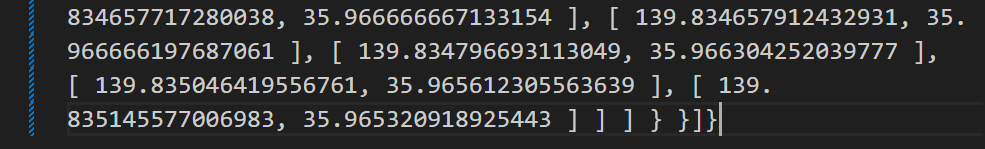 834657717280038, 35.966666667133154 ], [ 139.834657912432931, 35.
966666197687061 ], [ 139.834796693113049, 35.966304252039777 ],
[ 139.835046419556761, 35.965612305563639 ], [ 139.
835145577006983, 35.965320918925443 ] ] ] } }]}